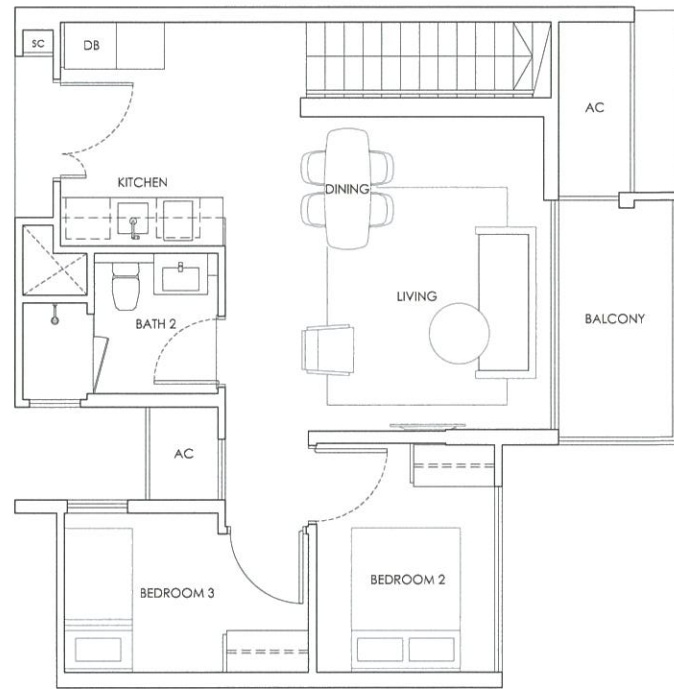 SC
DB
AC
KITCHEN
DINING
LIVING
BALCONY
BATH 2
AC
BEDROOM 3
BEDROOM 2